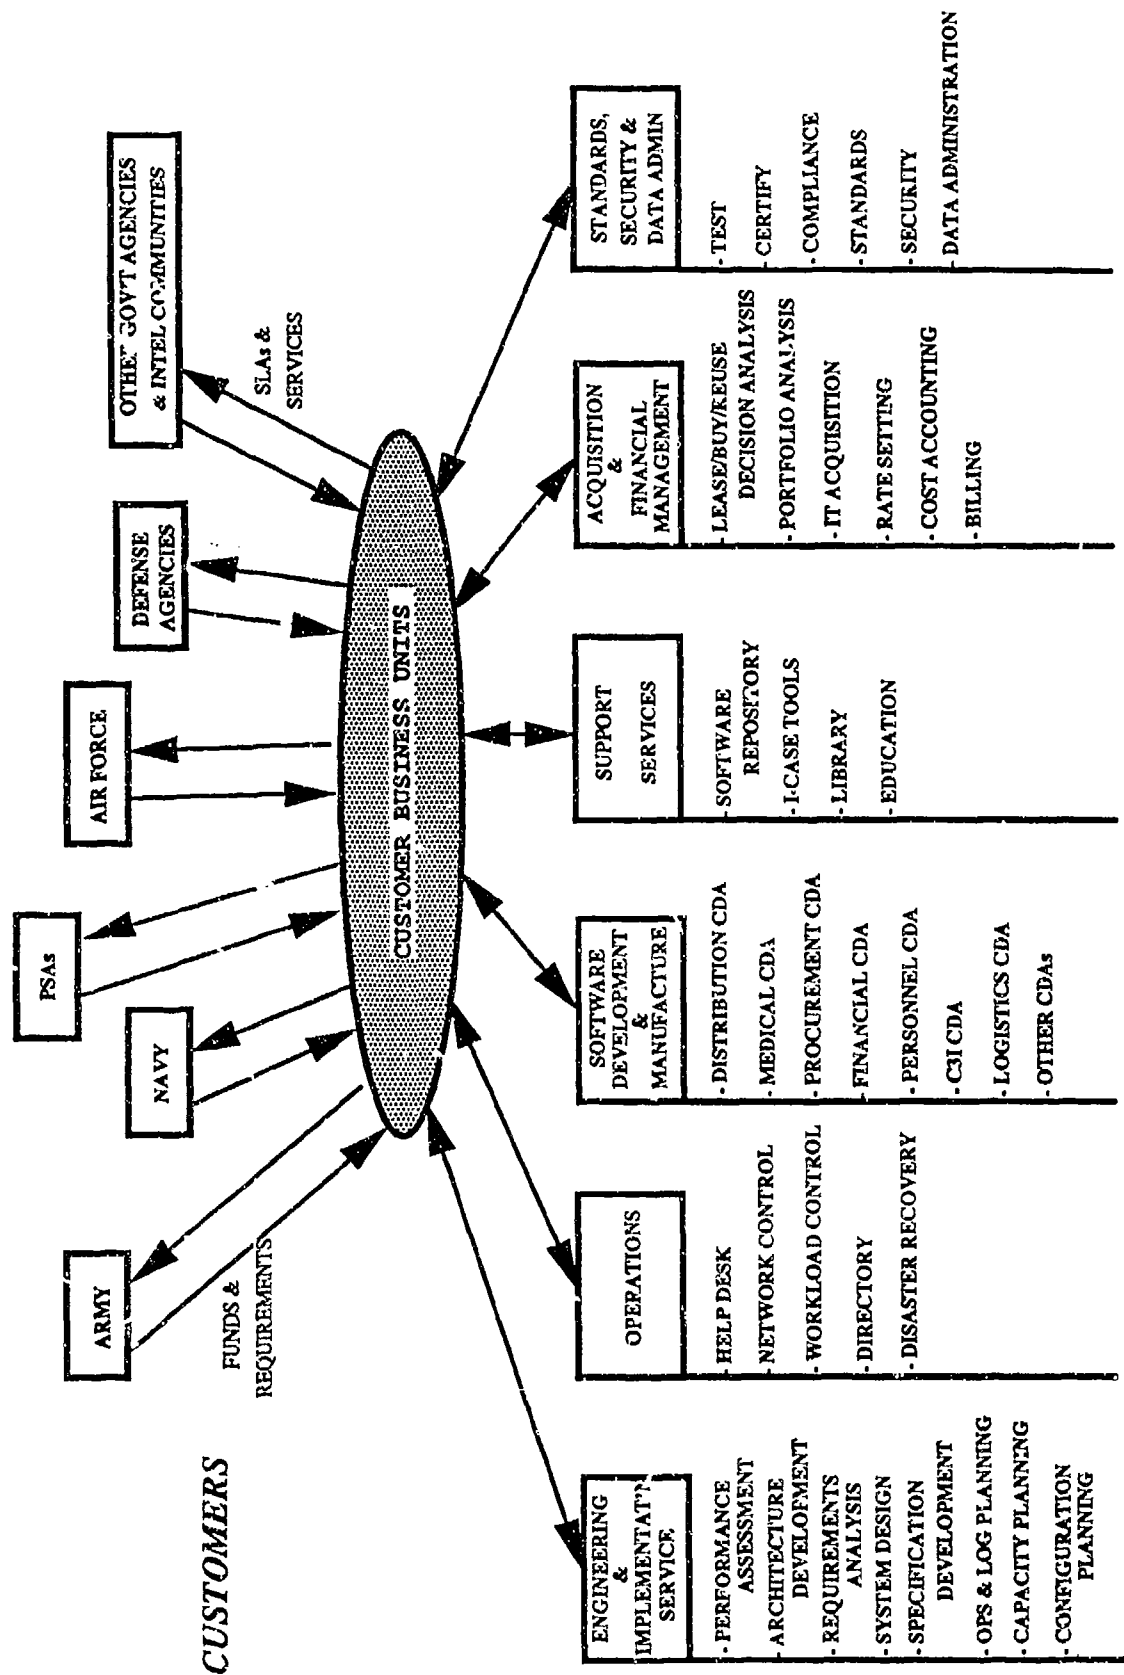 CUSTOMERS
ARMY
NAVY
PSAs
AIR FORCE
DEFENSE
AGENCIES
OTHER GOV'T AGENCIES
& INTEL COMMUNITIES
FUNDS &
REQUIREMENTS
SLAs &
SERVICES
CUSTOMER BUSINESS UNITS
ENGINEERING
&
IMPLEMENTAT'N
SERVICE
- PERFORMANCE
ASSESSMENT
- ARCHITECTURE
DEVELOPMENT
- REQUIREMENTS
ANALYSIS
- SYSTEM DESIGN
- SPECIFICATION
DEVELOPMENT
- OPS & LOG PLANNING
- CAPACITY PLANNING
- CONFIGURATION
PLANNING
OPERATIONS
- HELP DESK
- NETWORK CONTROL
- WORKLOAD CONTROL
- DIRECTORY
- DISASTER RECOVERY
SOFTWARE
DEVELOPMENT
&
MANUFACTURE
- DISTRIBUTION CDA
- MEDICAL CDA
- PROCUREMENT CDA
- FINANCIAL CDA
- PERSONNEL CDA
- C3I CDA
- LOGISTICS CDA
- OTHER CDAs
SUPPORT
SERVICES
- SOFTWARE
REPOSITORY
- I-CASE TOOLS
- LIBRARY
- EDUCATION
ACQUISITION
&
FINANCIAL
MANAGEMENT
- LEASE/BUY/REUSE
DECISION ANALYSIS
- PORTFOLIO ANALYSIS
- IT ACQUISITION
- RATE SETTING
- COST ACCOUNTING
- BILLING
STANDARDS,
SECURITY &
DATA ADMIN
- TEST
- CERTIFY
- COMPLIANCE
- STANDARDS
- SECURITY
- DATA ADMINISTRATION